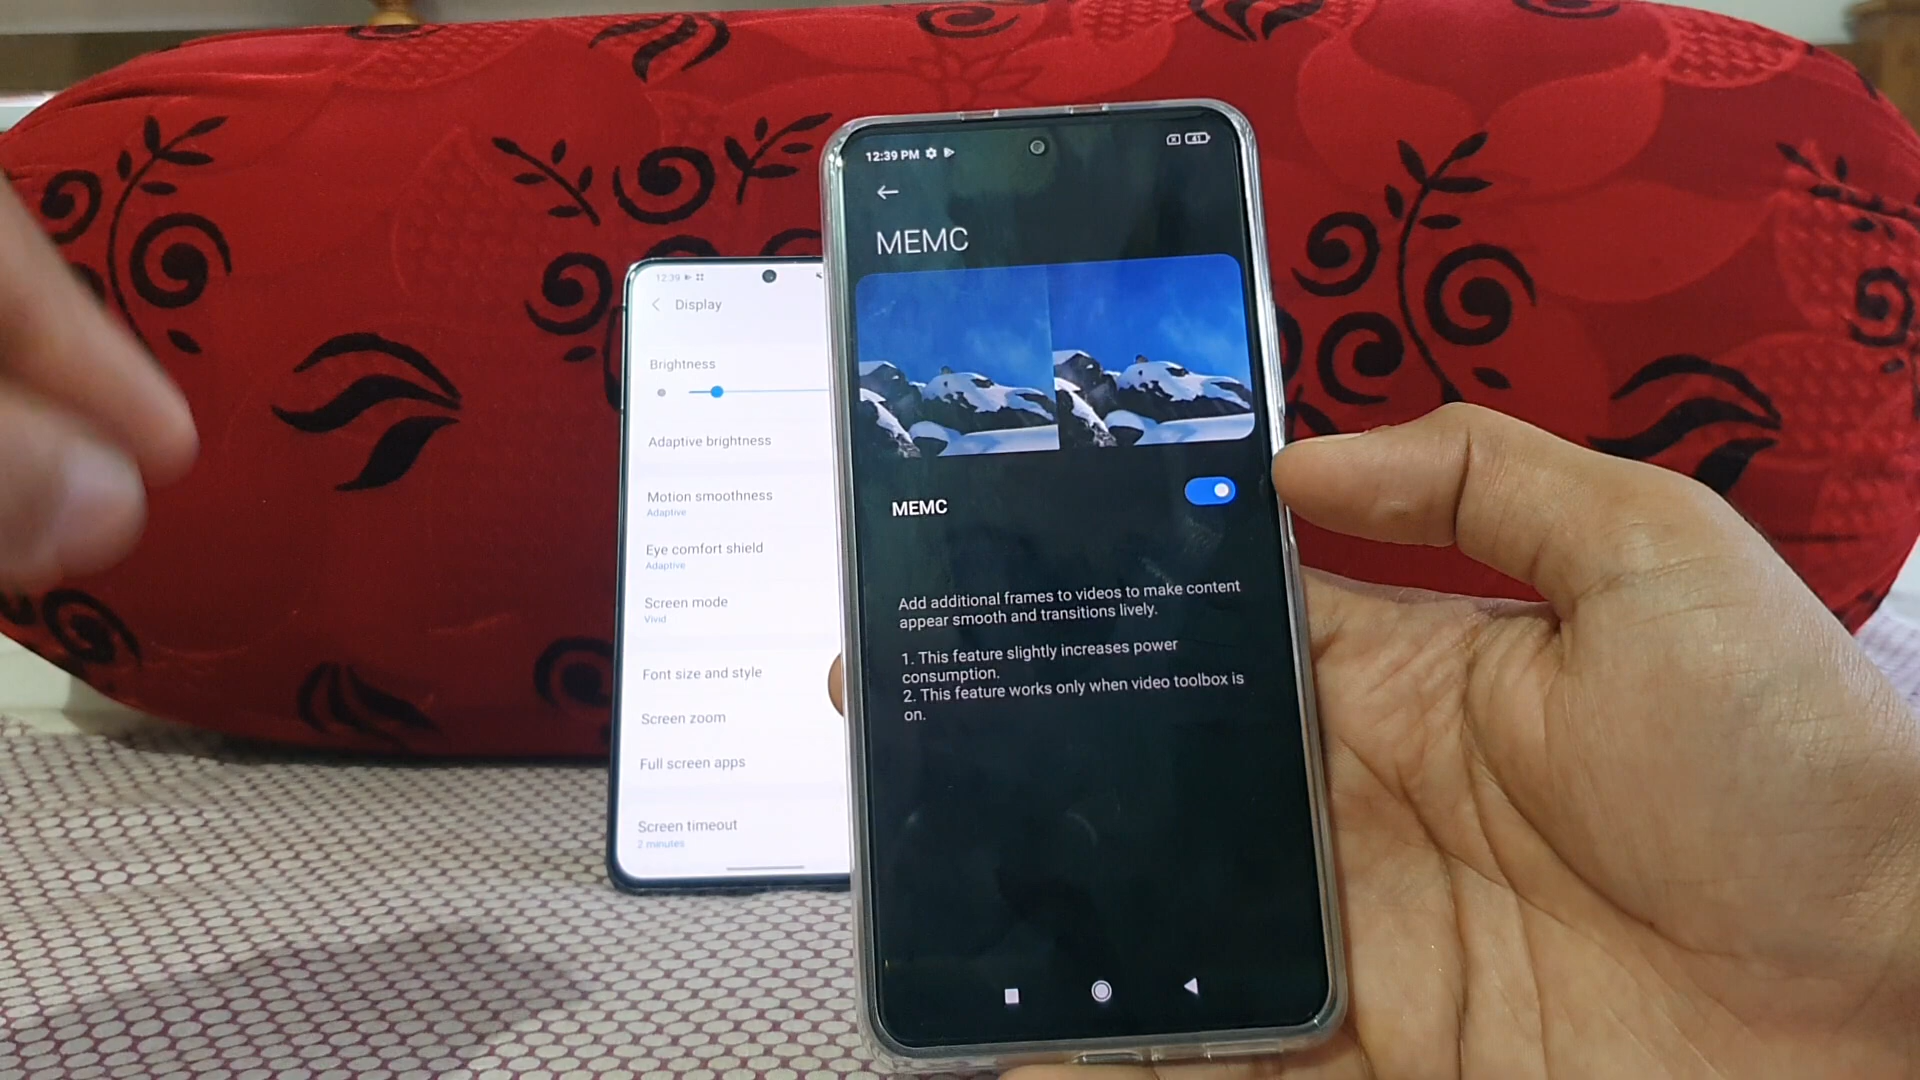 12:39
Display
Brightness
Adaptive brightness
Motion smoothness
Adaptive
Eye comfort shield
Adaptive
Screen mode
Vivid
Font size and style
Screen zoom
Full screen apps
Screen timeout
2 minutes
12:39 PM
41
MEMC
MEMC
Add additional frames to videos to make content
appear smooth and transitions lively.
1. This feature slightly increases power
consumption.
2. This feature works only when video toolbox is
on.